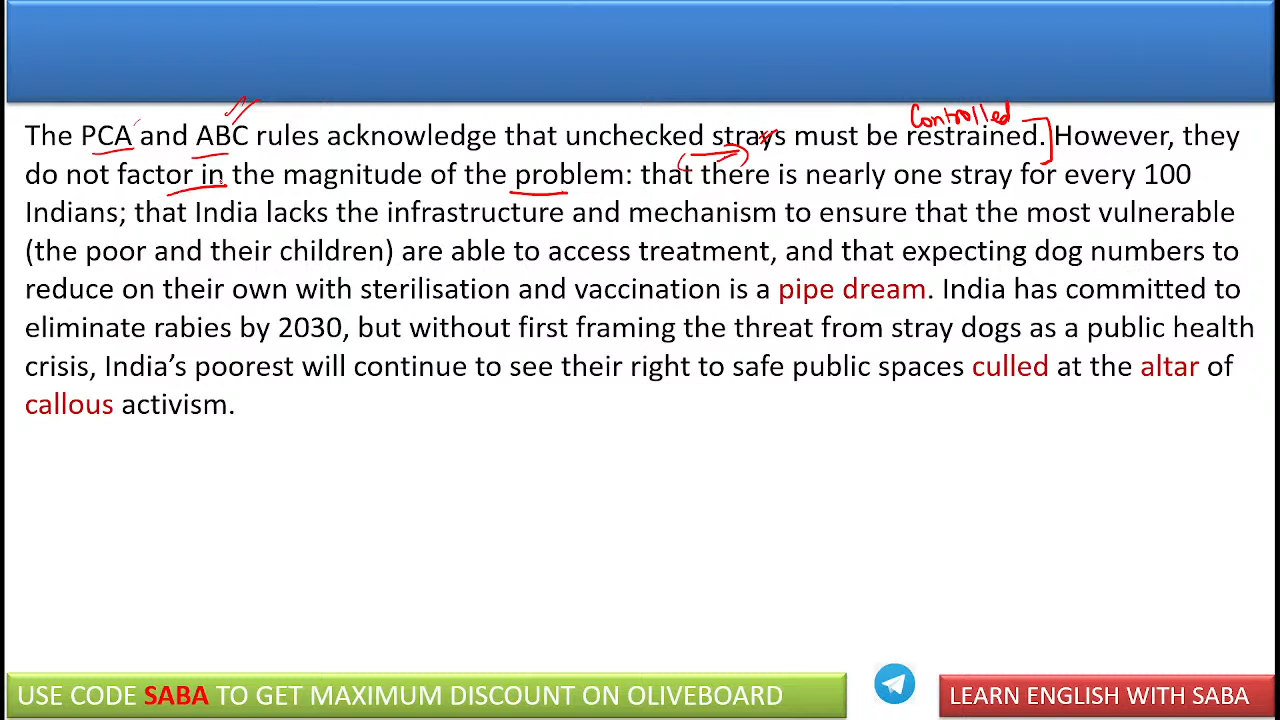 Controlled
The PCA and ABC rules acknowledge that unchecked strays must be restrained. However, they
do not factor in the magnitude of the problem: that there is nearly one stray for every 100
Indians; that India lacks the infrastructure and mechanism to ensure that the most vulnerable
(the poor and their children) are able to access treatment, and that expecting dog numbers to
reduce on their own with sterilisation and vaccination is a pipe dream. India has committed to
eliminate rabies by 2030, but without first framing the threat from stray dogs as a public health
crisis, India’s poorest will continue to see their right to safe public spaces culled at the altar of
callous activism.
USE CODE SABA TO GET MAXIMUM DISCOUNT ON OLIVEBOARD
LEARN ENGLISH WITH SABA